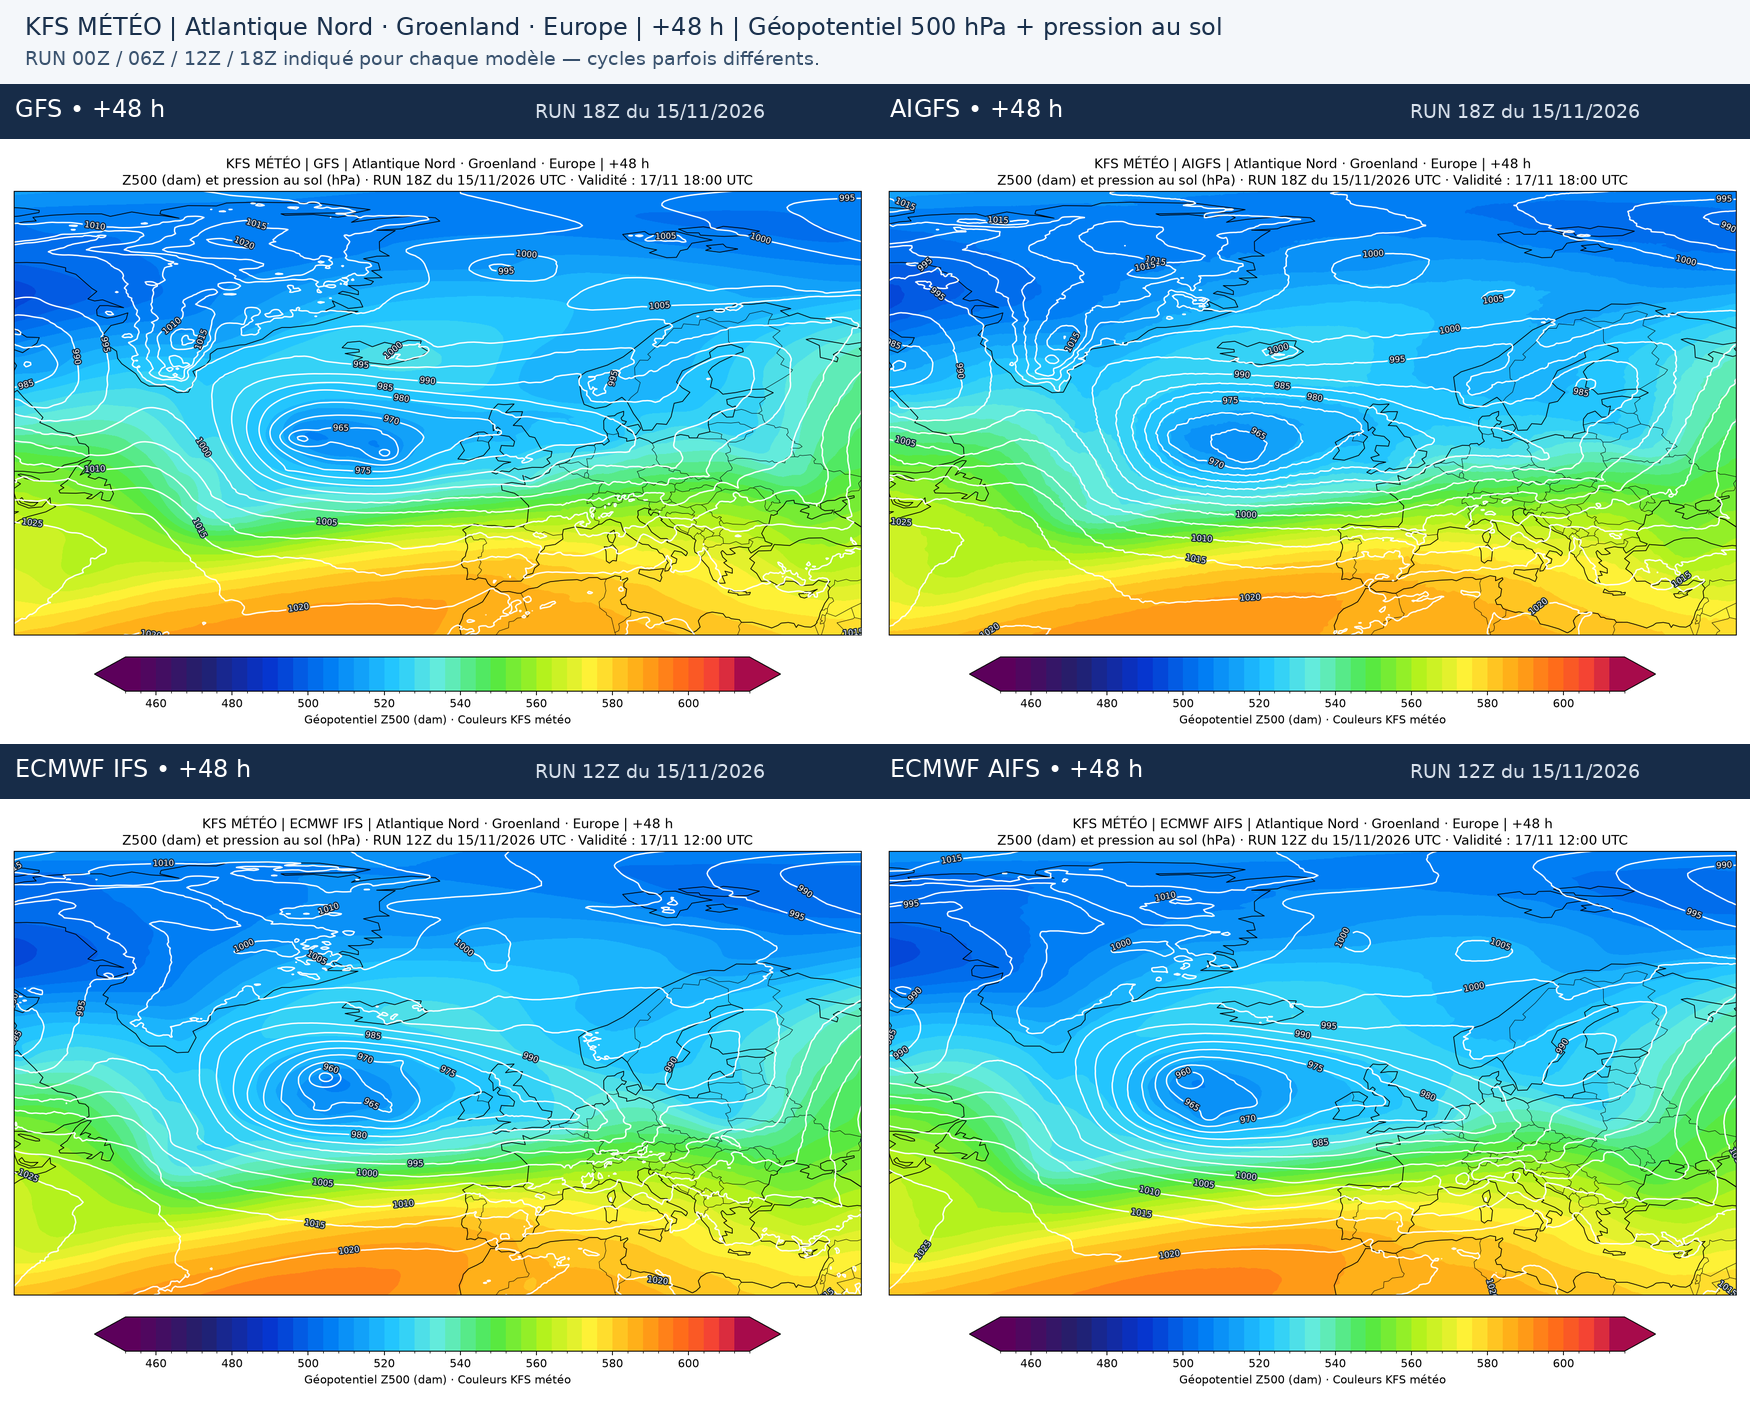 KFS MÉTÉO | Atlantique Nord · Groenland · Europe | +48 h | Géopotentiel 500 hPa + pression au sol
RUN 00Z / 06Z / 12Z / 18Z indiqué pour chaque modèle — cycles parfois différents.
GFS • +48 h
RUN 18Z du 15/11/2026
KFS MÉTÉO | GFS | Atlantique Nord · Groenland · Europe | +48 h
Z500 (dam) et pression au sol (hPa) · RUN 18Z du 15/11/2026 UTC · Validité : 17/11 18:00 UTC
460 480 500 520 540 560 580 600
Géopotentiel Z500 (dam) · Couleurs KFS météo
AIGFS • +48 h
RUN 18Z du 15/11/2026
KFS MÉTÉO | AIGFS | Atlantique Nord · Groenland · Europe | +48 h
Z500 (dam) et pression au sol (hPa) · RUN 18Z du 15/11/2026 UTC · Validité : 17/11 18:00 UTC
460 480 500 520 540 560 580 600
Géopotentiel Z500 (dam) · Couleurs KFS météo
ECMWF IFS • +48 h
RUN 12Z du 15/11/2026
KFS MÉTÉO | ECMWF IFS | Atlantique Nord · Groenland · Europe | +48 h
Z500 (dam) et pression au sol (hPa) · RUN 12Z du 15/11/2026 UTC · Validité : 17/11 12:00 UTC
460 480 500 520 540 560 580 600
Géopotentiel Z500 (dam) · Couleurs KFS météo
ECMWF AIFS • +48 h
RUN 12Z du 15/11/2026
KFS MÉTÉO | ECMWF AIFS | Atlantique Nord · Groenland · Europe | +48 h
Z500 (dam) et pression au sol (hPa) · RUN 12Z du 15/11/2026 UTC · Validité : 17/11 12:00 UTC
460 480 500 520 540 560 580 600
Géopotentiel Z500 (dam) · Couleurs KFS météo